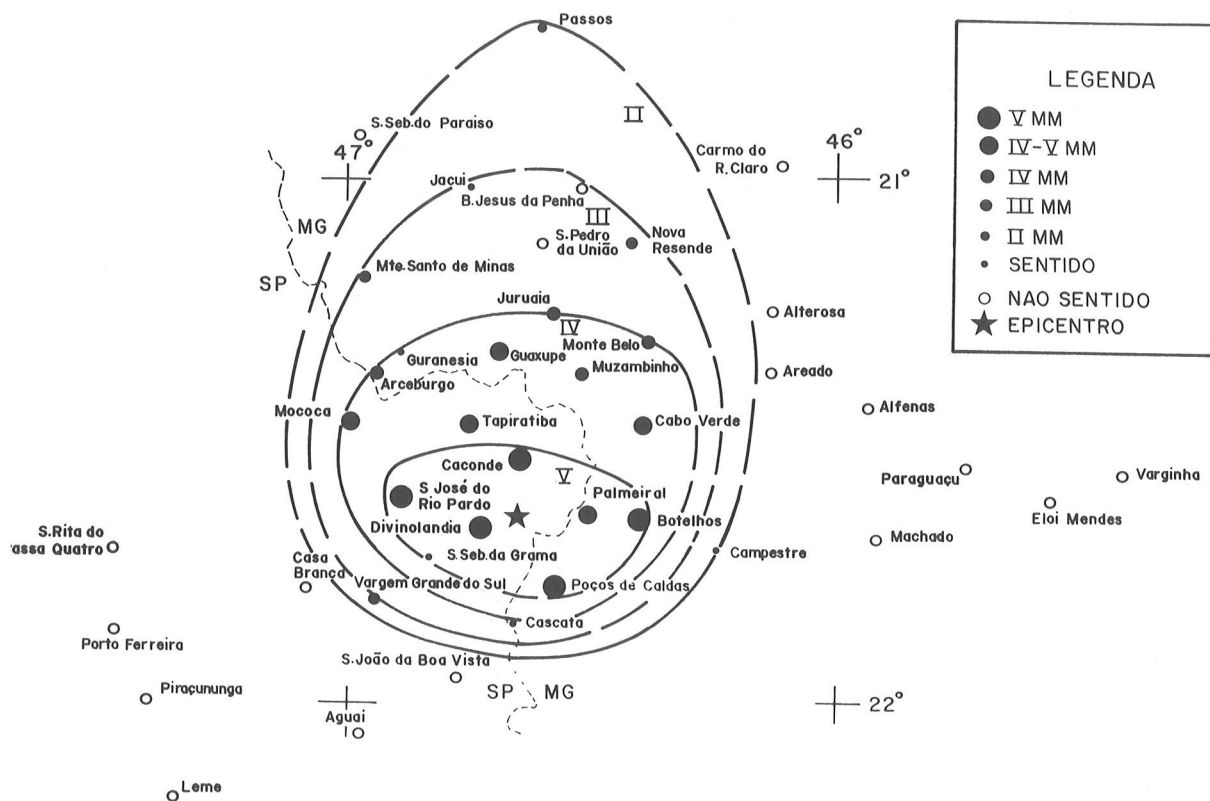 Passos
LEGENDA
V MM
IV-V MM
IV MM
III MM
II MM
SENTIDO
NAO SENTIDO
EPICENTRO
II
S.Seb.do Paraiso
47°
46°
Carmo do
R.Claro
21°
Jacui
B.Jesus da Penha
III
MG
SP
S.Pedro
da União
Nova
Resende
Mte.Santo de Minas
Juruaia
IV
Alterosa
Monte Belo
Guranesia
Guaxupe
Arceburgo
Muzambinho
Areado
Mococa
Tapiratiba
Cabo Verde
Alfenas
Caconde
V
Paraguaçu
Varginha
S.José do
Rio Pardo
Palmeiral
Eloi Mendes
Divinolandia
Botelhos
S.Rita do
assa Quatro
Machado
Campestre
S.Seb.da Grama
Casa
Branca
Vargem Grande do Sul
Poços de Caldas
Cascata
Porto Ferreira
S.João da Boa Vista
SP
MG
Piraçununga
22°
Aguai
Leme